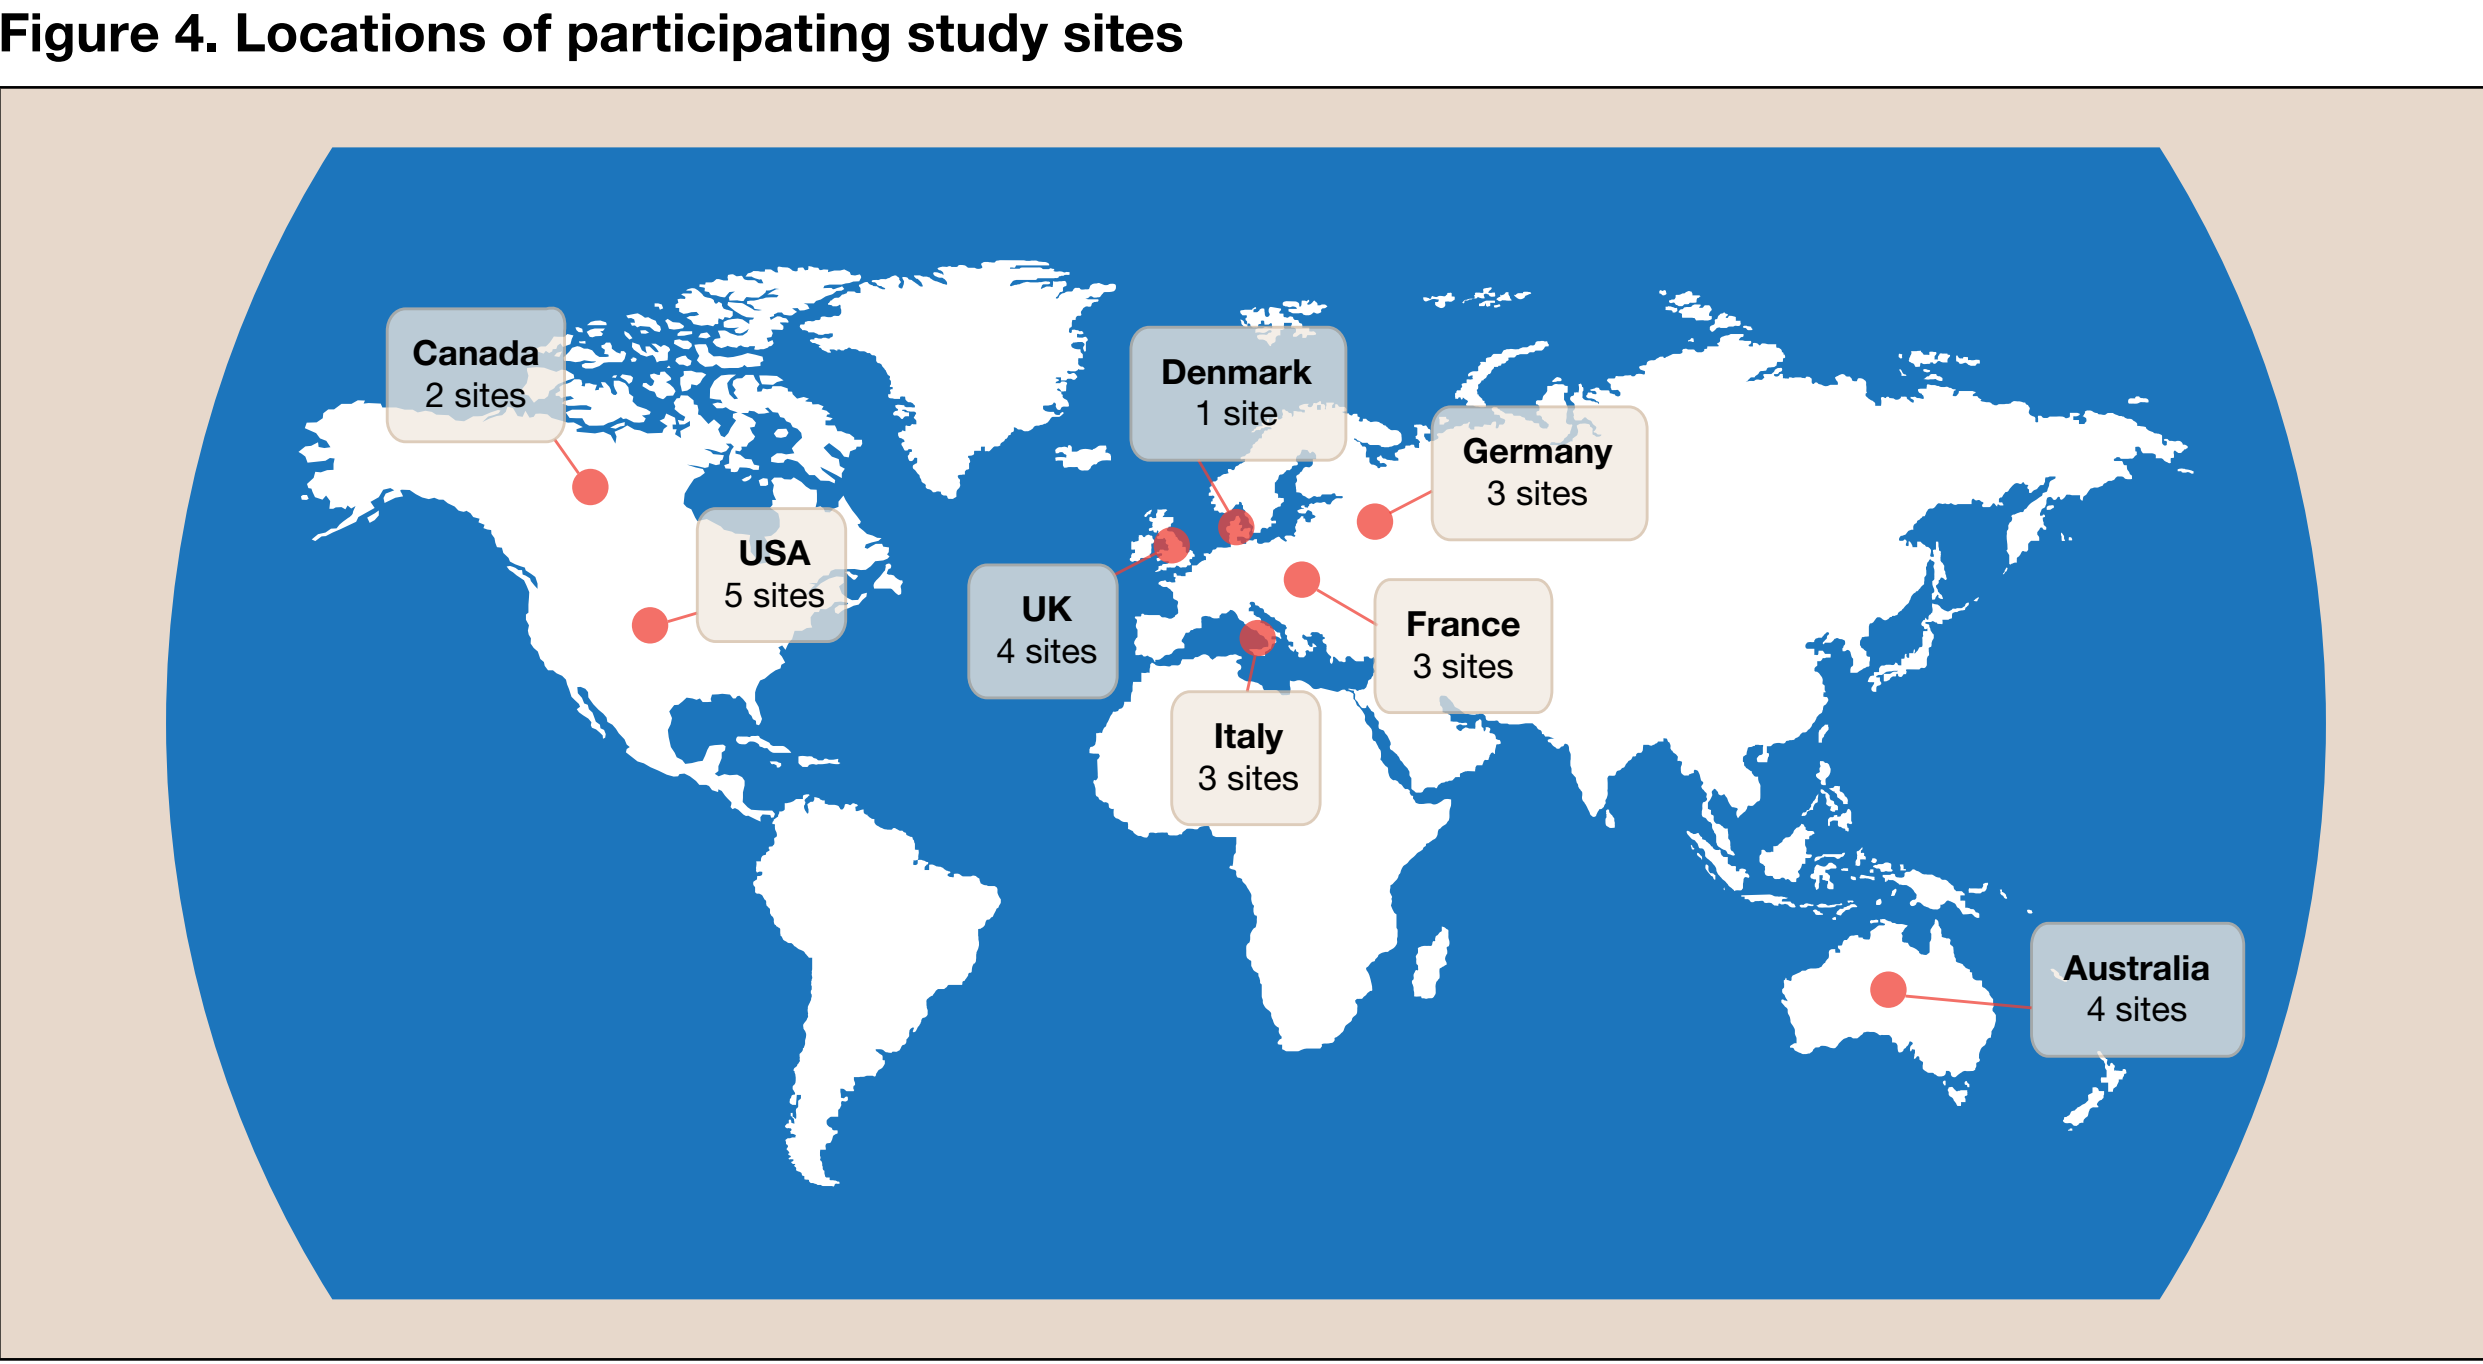 Figure 4. Locations of participating study sites
Canada
2 sites
Denmark
1 site
Germany
3 sites
USA
5 sites
UK
4 sites
France
3 sites
Italy
3 sites
Australia
4 sites